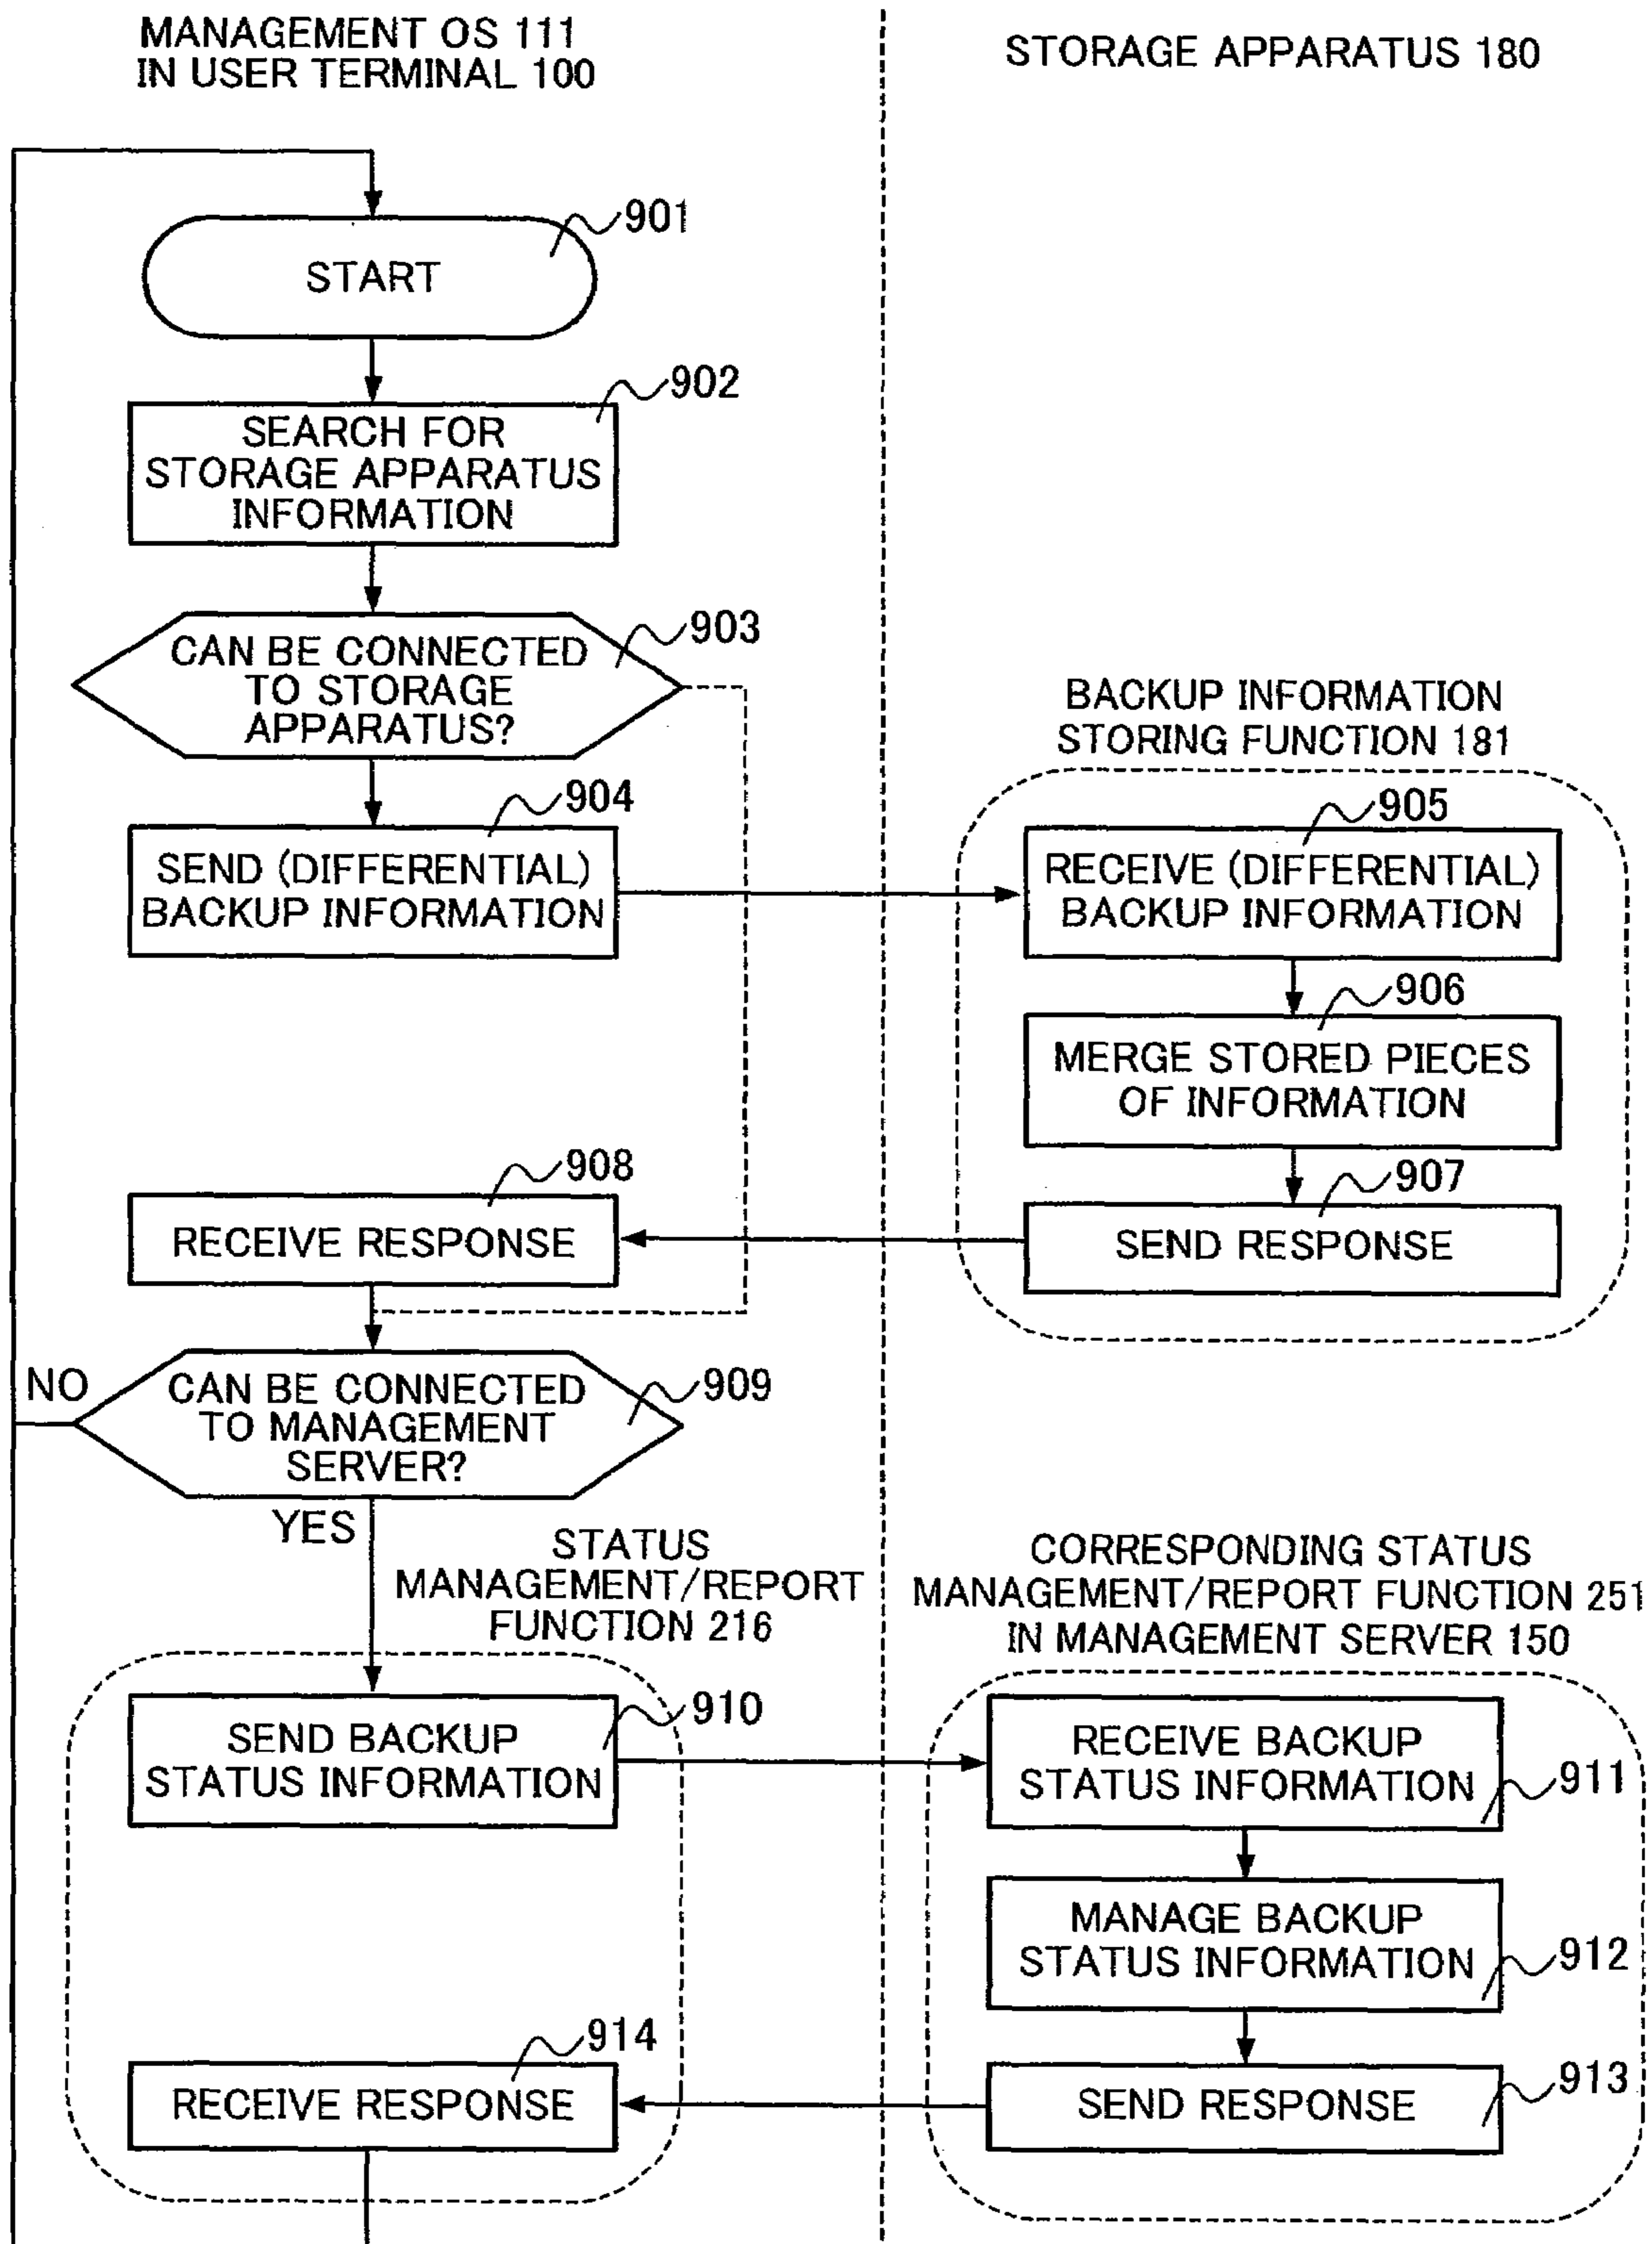 MANAGEMENT OS 111
IN USER TERMINAL 100
STORAGE APPARATUS 180
901
START
902
SEARCH FOR
STORAGE APPARATUS
INFORMATION
903
CAN BE CONNECTED
TO STORAGE
APPARATUS?
904
SEND (DIFFERENTIAL)
BACKUP INFORMATION
BACKUP INFORMATION
STORING FUNCTION 181
905
RECEIVE (DIFFERENTIAL)
BACKUP INFORMATION
906
MERGE STORED PIECES
OF INFORMATION
907
SEND RESPONSE
908
RECEIVE RESPONSE
909
CAN BE CONNECTED
TO MANAGEMENT
SERVER?
NO
YES
STATUS
MANAGEMENT/REPORT
FUNCTION 216
910
SEND BACKUP
STATUS INFORMATION
CORRESPONDING STATUS
MANAGEMENT/REPORT FUNCTION 251
IN MANAGEMENT SERVER 150
RECEIVE BACKUP
STATUS INFORMATION
911
MANAGE BACKUP
STATUS INFORMATION
912
SEND RESPONSE
913
914
RECEIVE RESPONSE